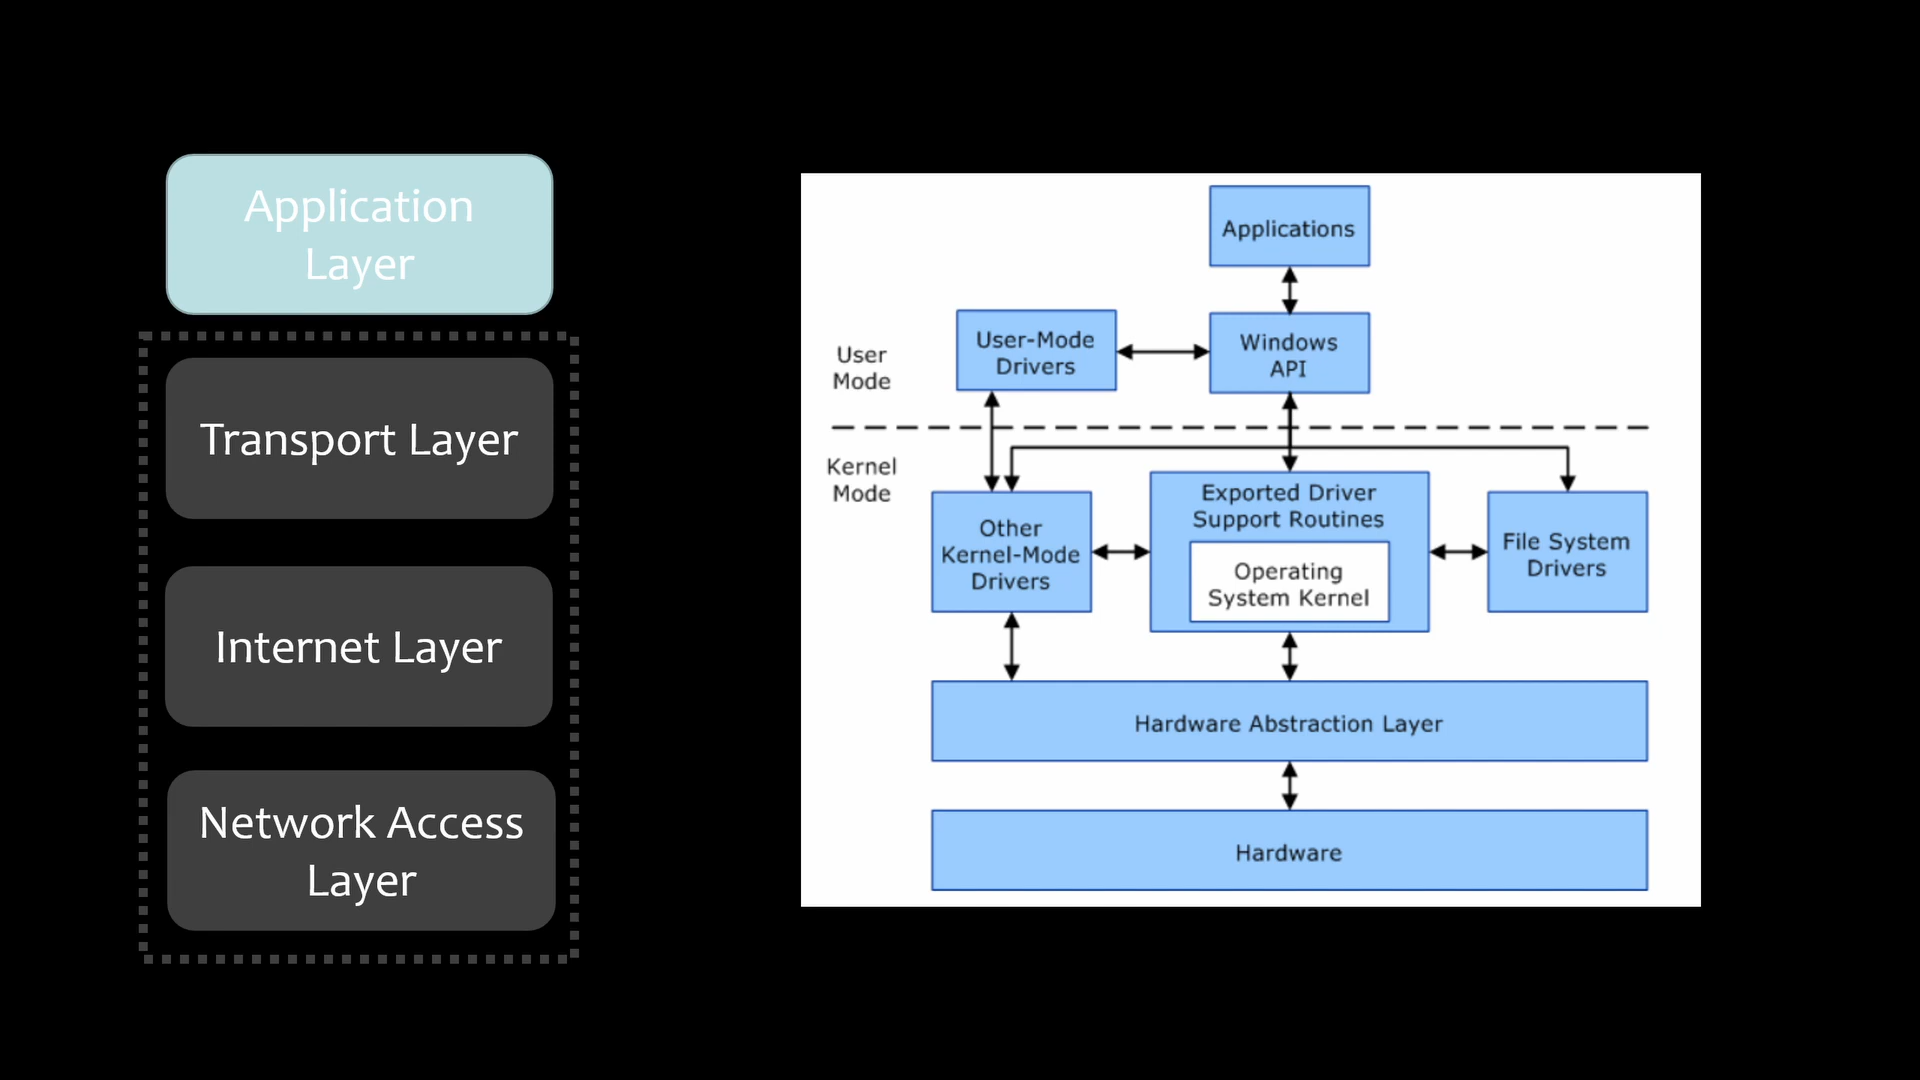 Application
Layer
Transport Layer
Internet Layer
Network Access
Layer
Applications
User
Mode
User-Mode
Drivers
Windows
API
Kernel
Mode
Other
Kernel-Mode
Drivers
Exported Driver
Support Routines
Operating
System Kernel
File System
Drivers
Hardware Abstraction Layer
Hardware